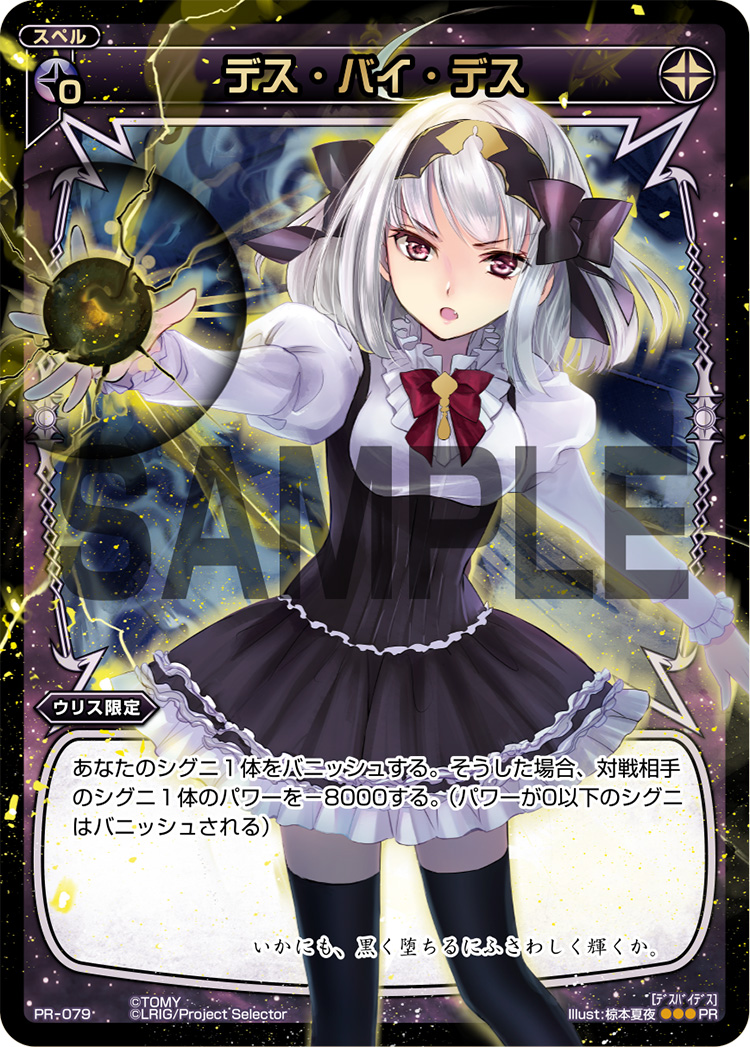 スペル
0
デス・バイ・デス
SAMPLE
ウリス限定
あなたのシグニ1体をバニッシュする。そうした場合、対戦相手
のシグニ1体のパワーを－8000する。(パワーが0以下のシグニ
はバニッシュされる)
いかにも、黒く堕ちるにふさわしく輝くか。
PR-079
©TOMY
©LRIG/Project Selector
[ﾃﾞｽﾊﾞｲﾃﾞｽ]
Illust:椋本夏夜
PR